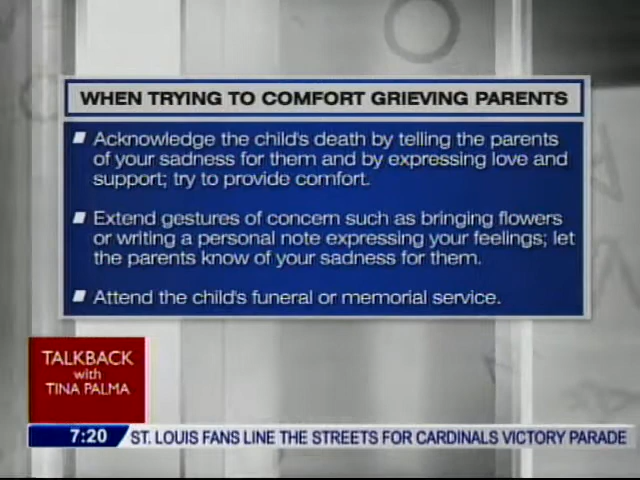 WHEN TRYING TO COMFORT GRIEVING PARENTS
Acknowledge the child's death by telling the parents
of your sadness for them and by expressing love and
support; try to provide comfort.
Extend gestures of concern such as bringing flowers
or writing a personal note expressing your feelings; let
the parents know of your sadness for them.
Attend the child's funeral or memorial service.
TALKBACK
with
TINA PALMA
7:20 ST. LOUIS FANS LINE THE STREETS FOR CARDINALS VICTORY PARADE